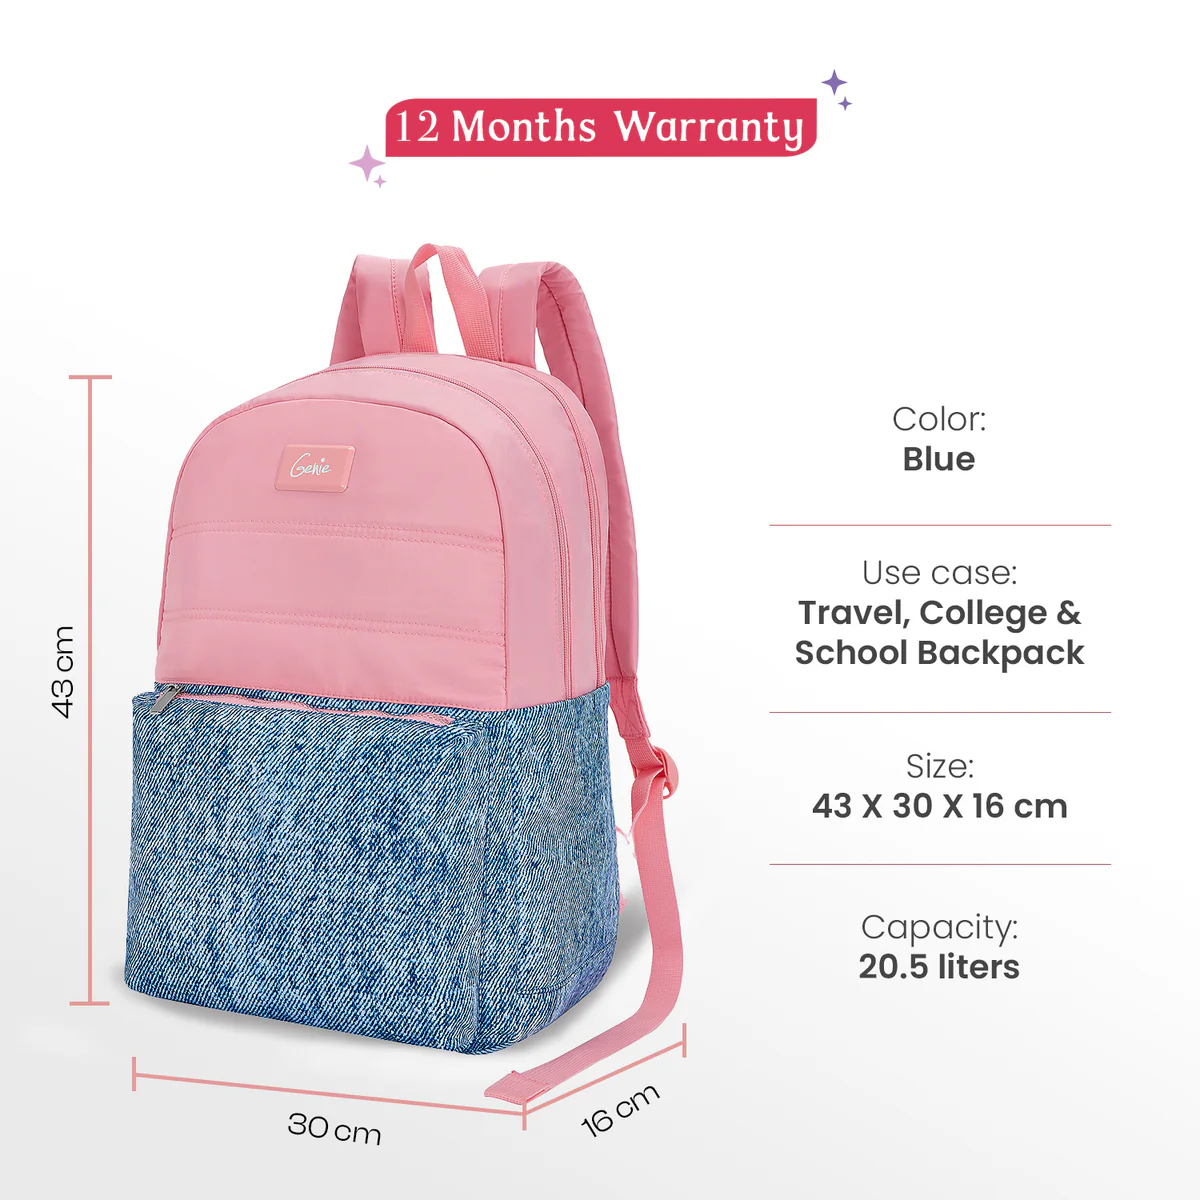 12 Months Warranty
Genie
43 cm
30 cm
16 cm
Color:
Blue
Use case:
Travel, College &
School Backpack
Size:
43 X 30 X 16 cm
Capacity:
20.5 liters